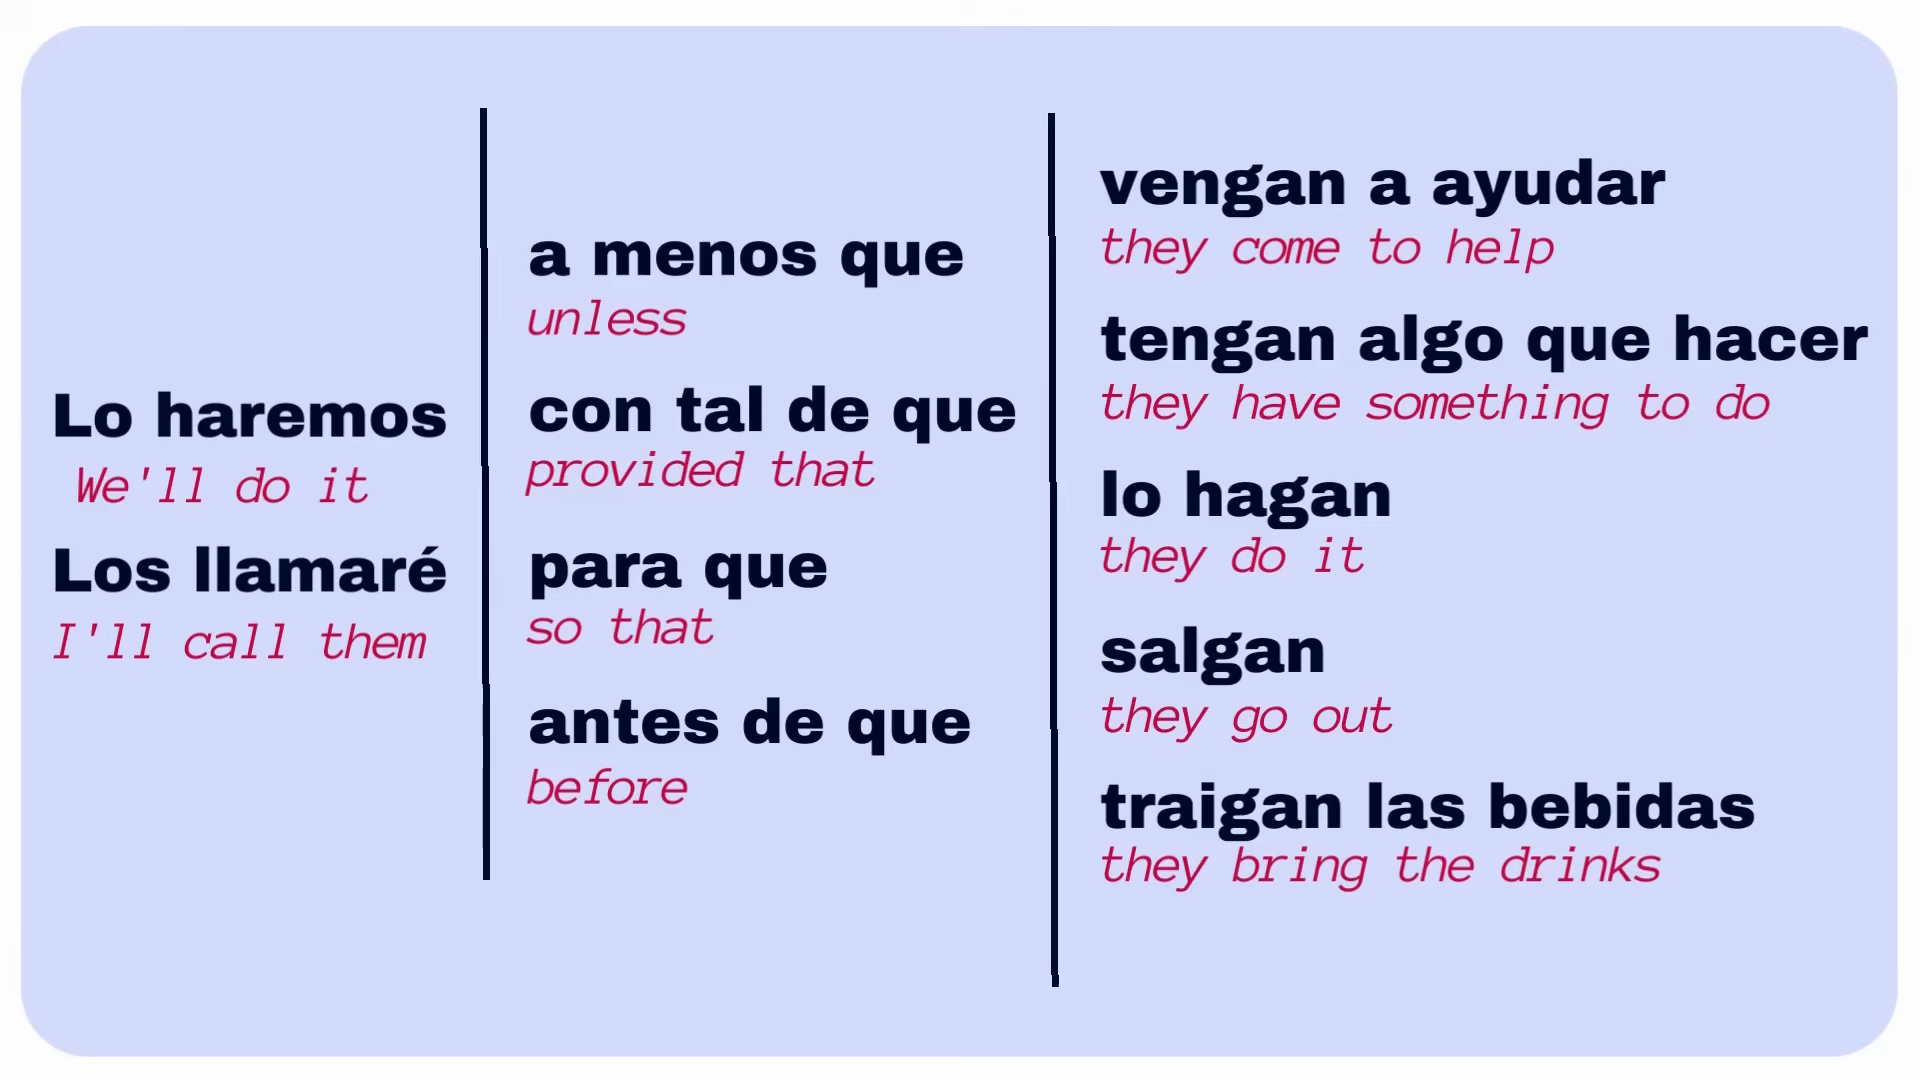 Lo haremos
We'll do it
Los llamaré
I'll call them
a menos que
unless
con tal de que
provided that
para que
so that
antes de que
before
vengan a ayudar
they come to help
tengan algo que hacer
they have something to do
lo hagan
they do it
salgan
they go out
traigan las bebidas
they bring the drinks